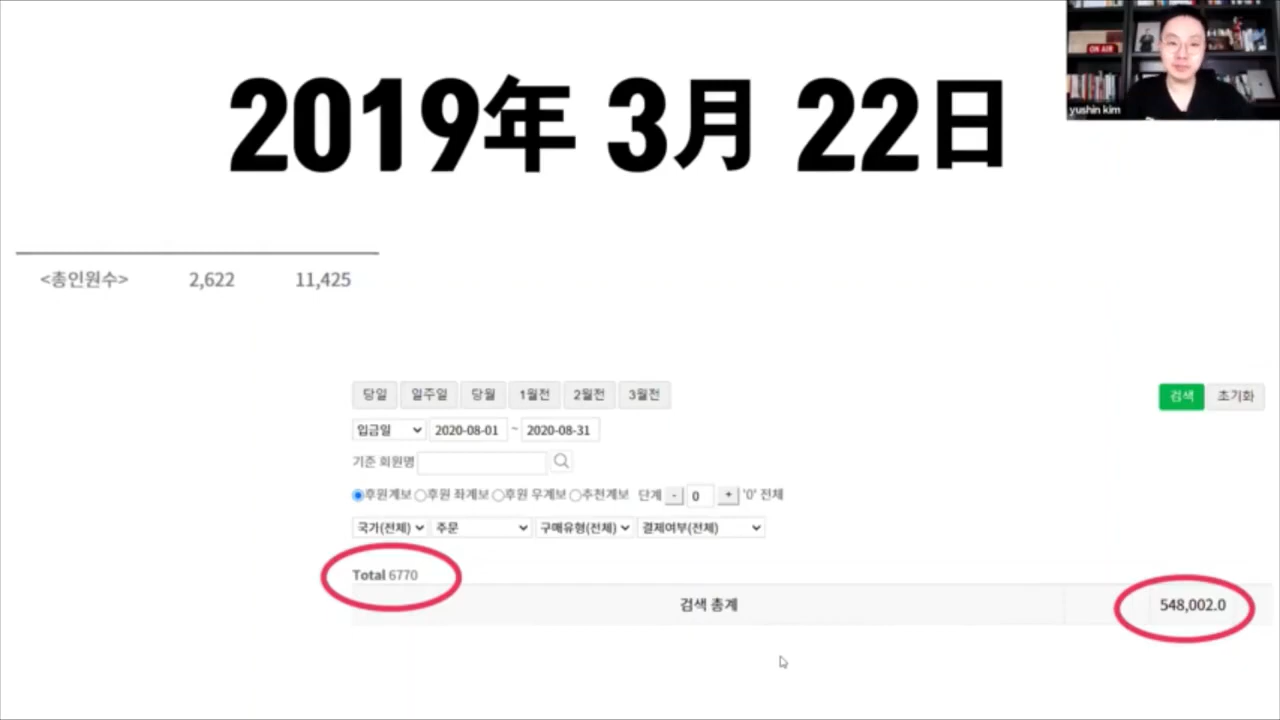 2019年 3月 22日
ON AIR
yushin kim
<총인원수> 2,622 11,425
당일 일주일 당월 1월전 2월전 3월전 검색 초기화
입금일 2020-08-01 ~ 2020-08-31
기준 회원명
후원계보 후원 좌계보 후원 우계보 추천계보 단계 - 0 + '0' 전체
국가(전체) 주문 구매유형(전체) 결제여부(전체)
Total 6770
검색 총계 548,002.0